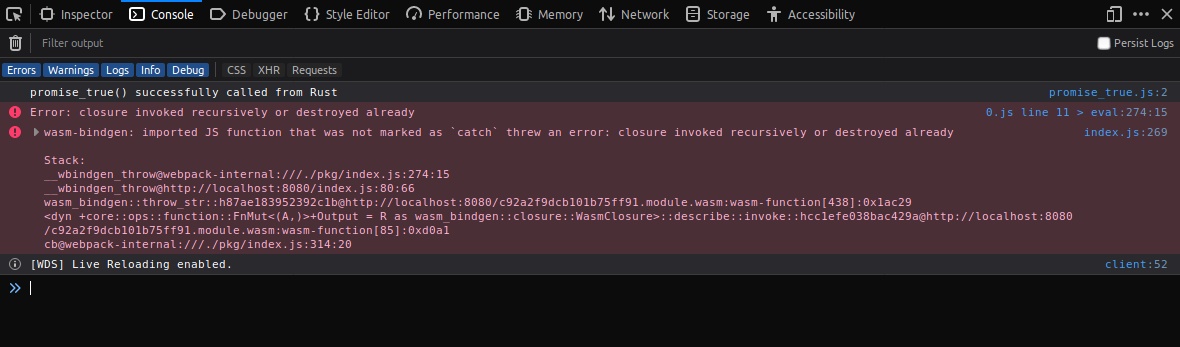 Inspector Console Debugger Style Editor Performance Memory Network Storage Accessibility
Filter output Persist Logs
Errors Warnings Logs Info Debug CSS XHR Requests
promise_true() successfully called from Rust promise_true.js:2
Error: closure invoked recursively or destroyed already 0.js line 11 > eval:274:15
wasm-bindgen: imported JS function that was not marked as `catch` threw an error: closure invoked recursively or destroyed already index.js:269
Stack:
__wbindgen_throw@webpack-internal:///./pkg/index.js:274:15
__wbindgen_throw@http://localhost:8080/index.js:80:66
wasm_bindgen::throw_str::h87ae183952392c1b@http://localhost:8080/c92a2f9dcb101b75ff91.module.wasm:wasm-function[438]:0x1ac29
<dyn +core::ops::function::FnMut<(A,)>+Output = R as wasm_bindgen::closure::WasmClosure>::describe::invoke::hcc1efe038bac429a@http://localhost:8080
/c92a2f9dcb101b75ff91.module.wasm:wasm-function[85]:0xd0a1
cb@webpack-internal:///./pkg/index.js:314:20
[WDS] Live Reloading enabled. client:52